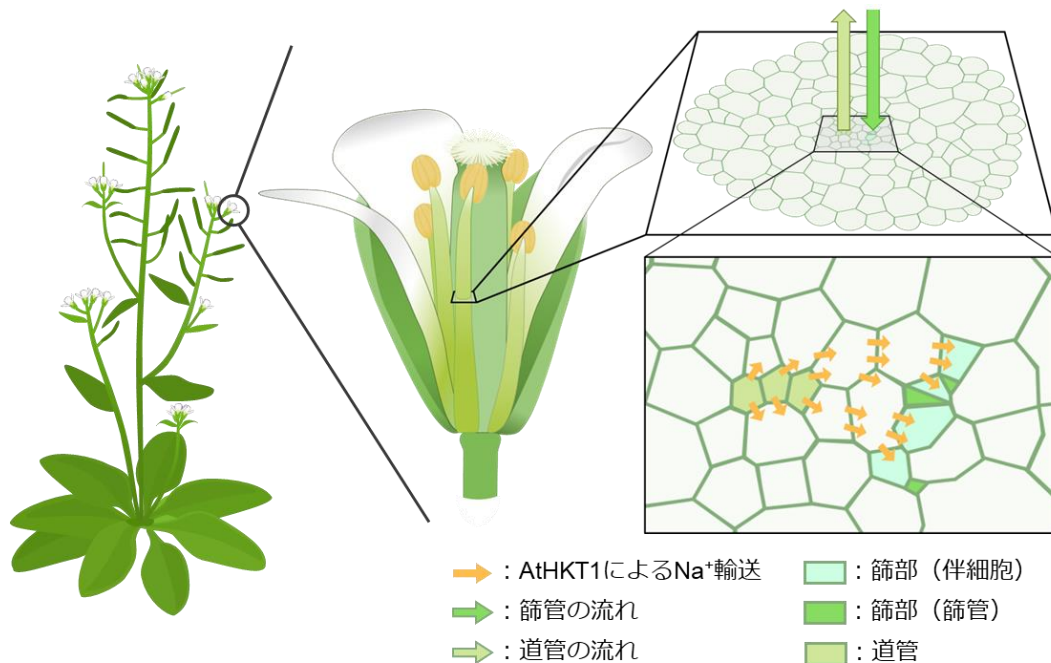 ：AtHKT1によるNa⁺輸送
：篩管の流れ
：道管の流れ
：篩部（伴細胞）
：篩部（篩管）
：道管